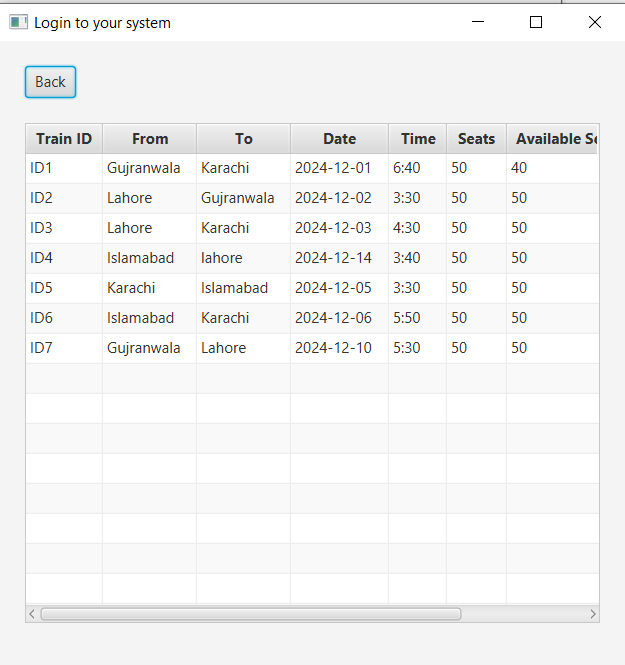 Login to your system
Back
Train ID From To Date Time Seats Available Se
ID1 Gujranwala Karachi 2024-12-01 6:40 50 40
ID2 Lahore Gujranwala 2024-12-02 3:30 50 50
ID3 Lahore Karachi 2024-12-03 4:30 50 50
ID4 Islamabad lahore 2024-12-14 3:40 50 50
ID5 Karachi Islamabad 2024-12-05 3:30 50 50
ID6 Islamabad Karachi 2024-12-06 5:50 50 50
ID7 Gujranwala Lahore 2024-12-10 5:30 50 50